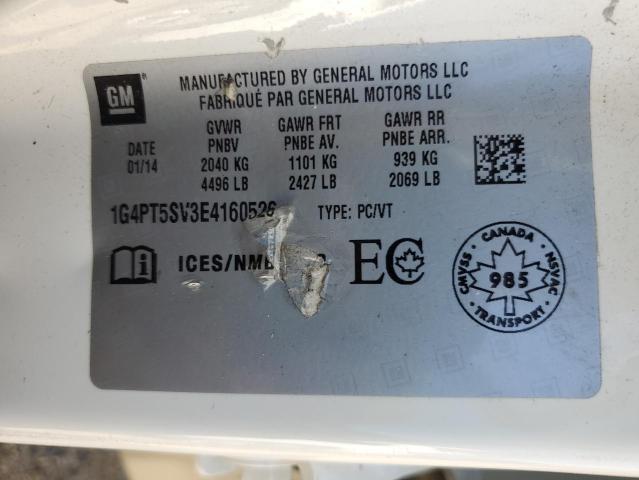 GM
MANUFACTURED BY GENERAL MOTORS LLC
FABRIQUÉ PAR GENERAL MOTORS LLC
DATE
01/14
GVWR
PNBV
2040 KG
4496 LB
GAWR FRT
PNBE AV.
1101 KG
2427 LB
GAWR RR
PNBE ARR.
939 KG
2069 LB
1G4PT5SV3E4160526 TYPE: PC/VT
ICES/NMB
EC
CANADA
CMVSS
NSVAC
985
TRANSPORT